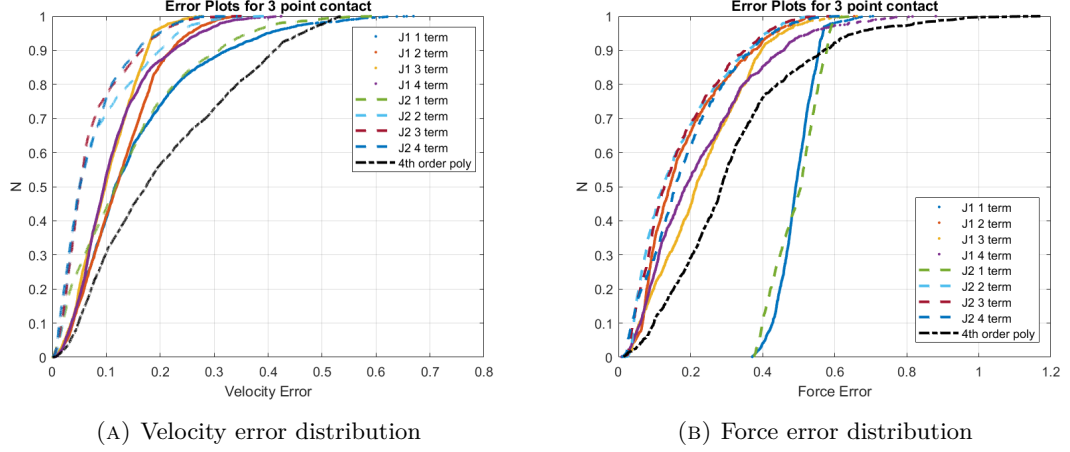 Error Plots for 3 point contact
1
0.9
0.8
0.7
0.6
0.5
0.4
0.3
0.2
0.1
0
N
J1 1 term
J1 2 term
J1 3 term
J1 4 term
J2 1 term
J2 2 term
J2 3 term
J2 4 term
4th order poly
0 0.1 0.2 0.3 0.4 0.5 0.6 0.7 0.8
Velocity Error
(A) Velocity error distribution
Error Plots for 3 point contact
1
0.9
0.8
0.7
0.6
0.5
0.4
0.3
0.2
0.1
0
N
J1 1 term
J1 2 term
J1 3 term
J1 4 term
J2 1 term
J2 2 term
J2 3 term
J2 4 term
4th order poly
0 0.2 0.4 0.6 0.8 1 1.2
Force Error
(B) Force error distribution